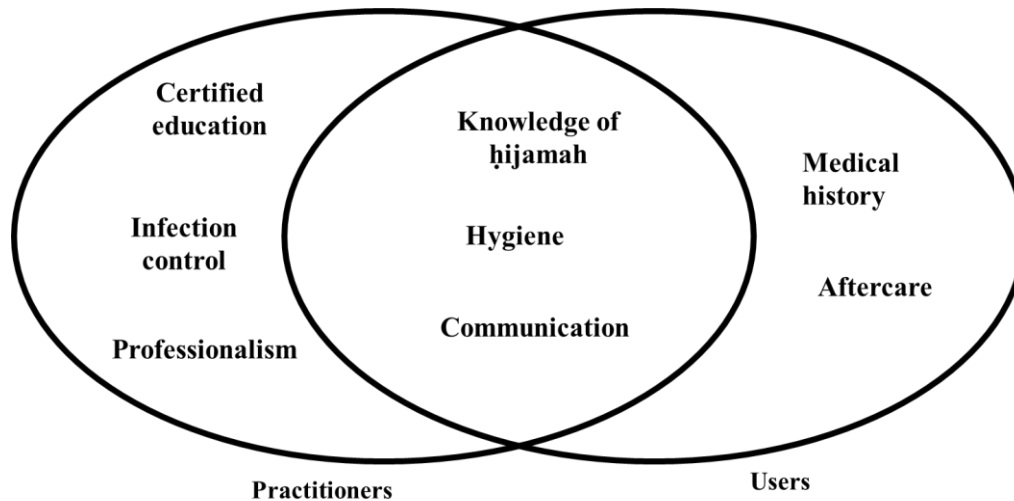 Certified
education
Infection
control
Professionalism
Knowledge of
ḥijamah
Hygiene
Communication
Medical
history
Aftercare
Practitioners
Users